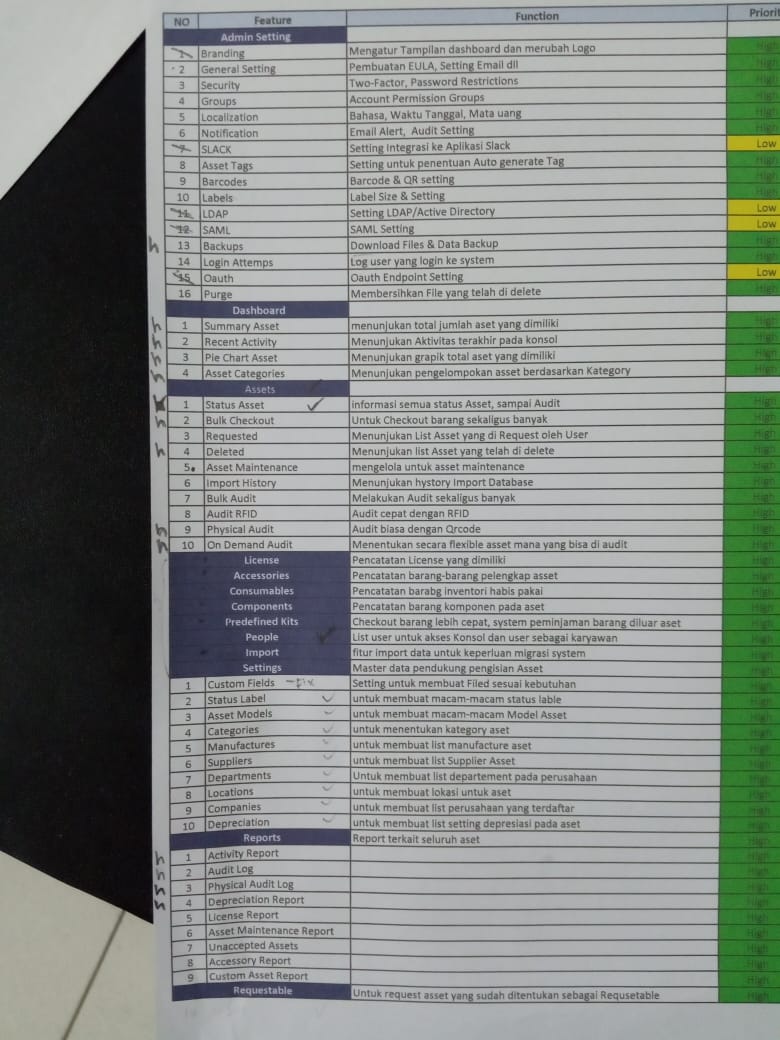 NO Feature Function Priorit
Admin Setting
1 Branding Mengatur Tampilan dashboard dan merubah Logo High
2 General Setting Pembuatan EULA, Setting Email dll High
3 Security Two-Factor, Password Restrictions High
4 Groups Account Permission Groups High
5 Localization Bahasa, Waktu Tanggal, Mata uang High
6 Notification Email Alert, Audit Setting High
7 SLACK Setting Integrasi ke Aplikasi Slack Low
8 Asset Tags Setting untuk penentuan Auto generate Tag High
9 Barcodes Barcode & QR setting High
10 Labels Label Size & Setting High
11 LDAP Setting LDAP/Active Directory Low
12 SAML SAML Setting Low
h 13 Backups Download Files & Data Backup High
14 Login Attemps Log user yang login ke system High
15 Oauth Oauth Endpoint Setting Low
16 Purge Membersihkan File yang telah di delete High
Dashboard
h 1 Summary Asset menunjukan total jumlah aset yang dimiliki High
h 2 Recent Activity Menunjukan Aktivitas terakhir pada konsol High
h 3 Pie Chart Asset Menunjukan grapik total aset yang dimiliki High
h 4 Asset Categories Menunjukan pengelompokan asset berdasarkan Kategory High
Assets
1 Status Asset ✓ informasi semua status Asset, sampai Audit High
h 2 Bulk Checkout Untuk Checkout barang sekaligus banyak High
3 Requested Menunjukan List Asset yang di Request oleh User High
h 4 Deleted Menunjukan list Asset yang telah di delete High
5 Asset Maintenance mengelola untuk asset maintenance High
6 Import History Menunjukan hystory Import Database High
7 Bulk Audit Melakukan Audit sekaligus banyak High
8 Audit RFID Audit cepat dengan RFID High
h 9 Physical Audit Audit biasa dengan Qrcode High
h 10 On Demand Audit Menentukan secara flexible asset mana yang bisa di audit High
License Pencatatan License yang dimiliki High
Accessories Pencatatan barang-barang pelengkap asset High
Consumables Pencatatan barabg inventori habis pakai High
Components Pencatatan barang komponen pada aset High
Predefined Kits Checkout barang lebih cepat, system peminjaman barang diluar aset High
People ✓ List user untuk akses Konsol dan user sebagai karyawan High
Import fitur import data untuk keperluan migrasi system High
Settings Master data pendukung pengisian Asset High
1 Custom Fields Setting untuk membuat Filed sesuai kebutuhan High
2 Status Label ✓ untuk membuat macam-macam status lable High
3 Asset Models ✓ untuk membuat macam-macam Model Asset High
4 Categories ✓ untuk menentukan kategory aset High
5 Manufactures ✓ untuk membuat list manufacture aset High
6 Suppliers ✓ untuk membuat list Supplier Asset High
7 Departments ✓ Untuk membuat list departement pada perusahaan High
8 Locations ✓ untuk membuat lokasi untuk aset High
9 Companies ✓ untuk membuat list perusahaan yang terdaftar High
10 Depreciation ✓ untuk membuat list setting depresiasi pada aset High
Reports Report terkait seluruh aset High
h 1 Activity Report High
h 2 Audit Log High
h 3 Physical Audit Log High
h 4 Depreciation Report High
5 License Report High
6 Asset Maintenance Report High
7 Unaccepted Assets High
8 Accessory Report High
9 Custom Asset Report High
Requestable Untuk request asset yang sudah ditentukan sebagai Requsetable High